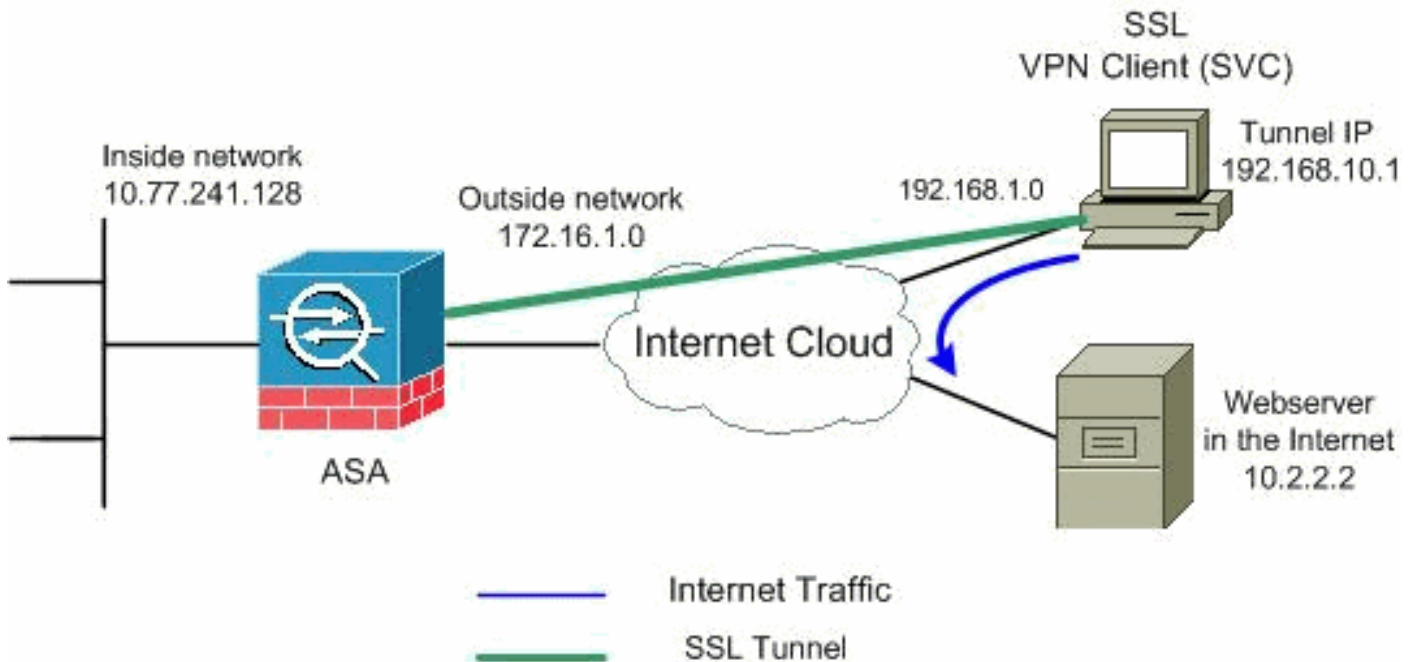 SSL
VPN Client (SVC)
Tunnel IP
192.168.10.1
Inside network
10.77.241.128
Outside network
172.16.1.0
192.168.1.0
Internet Cloud
ASA
Webserver
in the Internet
10.2.2.2
Internet Traffic
SSL Tunnel